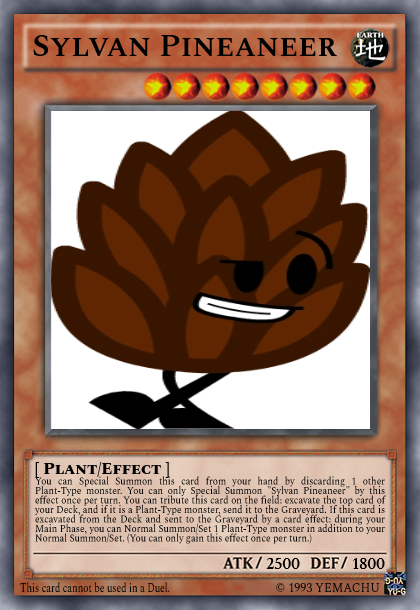 Sylvan Pineaneer
EARTH
地
[ Plant/Effect ]
You can Special Summon this card from your hand by discarding 1 other
Plant-Type monster. You can only Special Summon "Sylvan Pineaneer" by this
effect once per turn. You can tribute this card on the field: excavate the top card of
your Deck, and if it is a Plant-Type monster, send it to the Graveyard. If this card is
excavated from the Deck and sent to the Graveyard by a card effect: during your
Main Phase, you can Normal Summon/Set 1 Plant-Type monster in addition to your
Normal Summon/Set. (You can only gain this effect once per turn.)
ATK / 2500 DEF / 1800
This card cannot be used in a Duel.
© 1993 YEMACHU